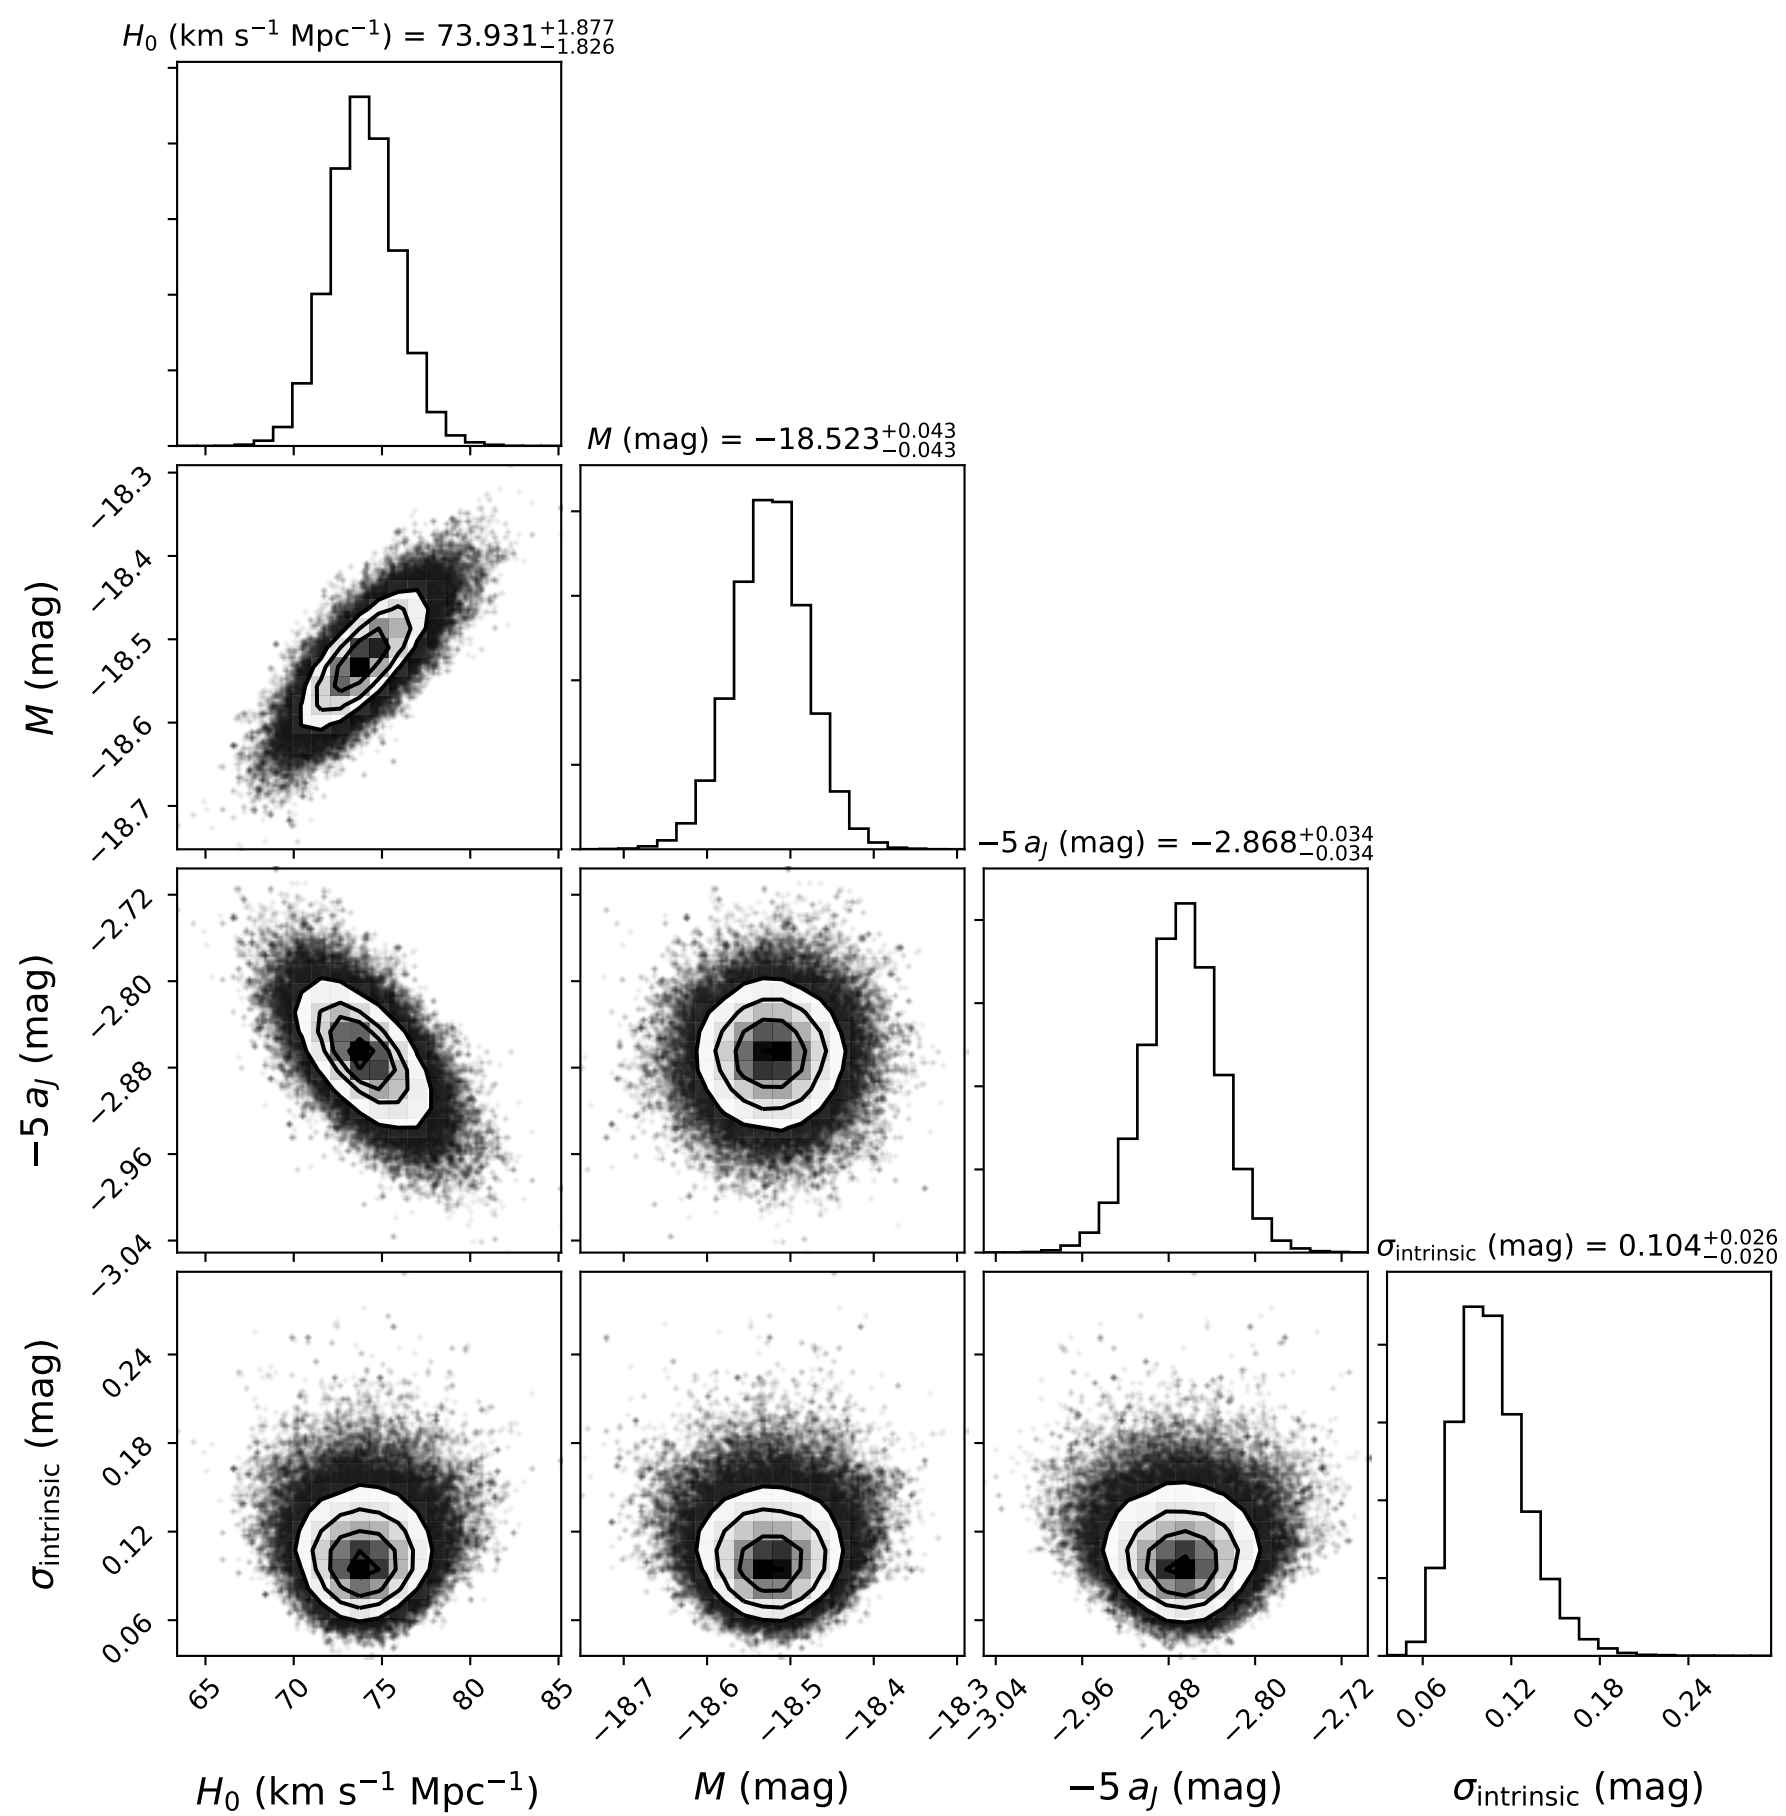 H₀ (km s⁻¹ Mpc⁻¹) = 73.931 +1.877 −1.826
M (mag) = −18.523 +0.043 −0.043
−18.3
−18.4
−18.5
−18.6
−18.7
M (mag)
−5 a_J (mag) = −2.868 +0.034 −0.034
−2.72
−2.80
−2.88
−2.96
−3.04
−5 a_J (mag)
σ_intrinsic (mag) = 0.104 +0.026 −0.020
0.24
0.18
0.12
0.06
σ_intrinsic (mag)
65 70 75 80 85
−18.7 −18.6 −18.5 −18.4 −18.3
−3.04 −2.96 −2.88 −2.80 −2.72
0.06 0.12 0.18 0.24
H₀ (km s⁻¹ Mpc⁻¹)
M (mag)
−5 a_J (mag)
σ_intrinsic (mag)